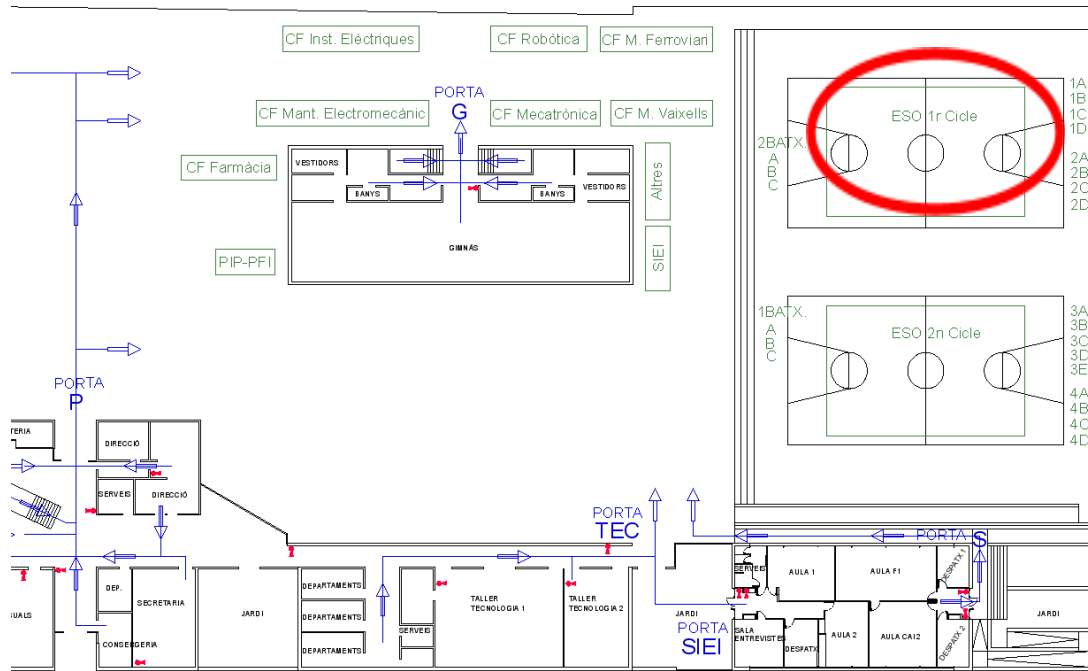 CF Inst. Elèctriques
CF Robòtica
CF M. Ferroviari
PORTA
G
CF Mant. Electromecànic
CF Mecatrònica
CF M. Vaixells
ESO 1r Cicle
1A
1B
1C
1D
2A
2B
2C
2D
2BATX.
A
B
C
CF Farmàcia
VESTIDORS
BANYS
BANYS
VESTIDORS
Altres
GIMNÀS
PIP-PFI
SIEI
1BATX.
A
B
C
ESO 2n Cicle
3A
3B
3C
3D
3E
4A
4B
4C
4D
PORTA
P
TERIA
DIRECCIÓ
SERVEIS
DIRECCIÓ
PORTA
TEC
PORTA
S
DEP.
SECRETARIA
JARDI
DEPARTAMENTS
DEPARTAMENTS
DEPARTAMENTS
SERVEIS
TALLER
TECNOLOGIA 1
TALLER
TECNOLOGIA 2
JARDI
SERVEIS
AULA 1
AULA F1
DESPATX 1
JARDI
UALS
CONSERGERIA
PORTA
SIEI
SALA
ENTREVISTES
DESPATX
AULA 2
AULA CAI2
DESPATX 2